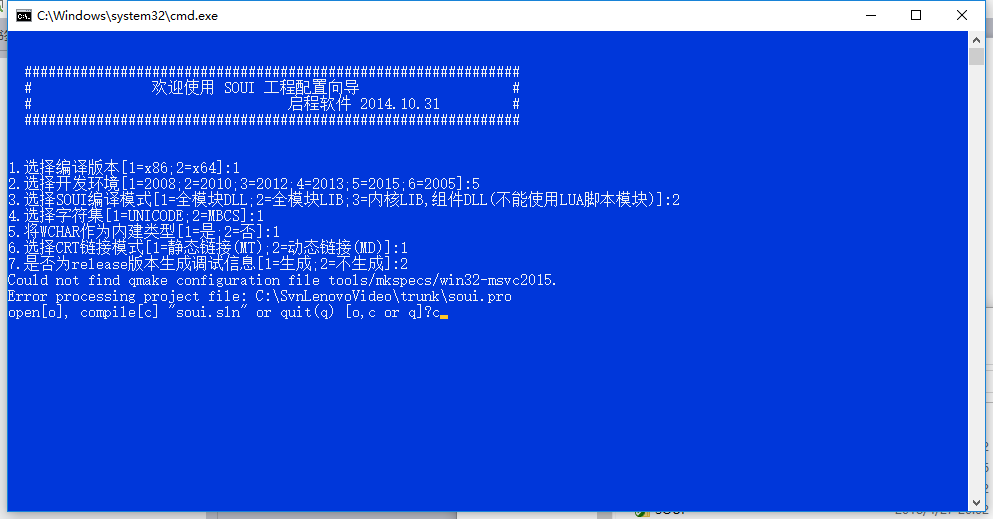 C:\Windows\system32\cmd.exe
##############################################################
# 欢迎使用 SOUI 工程配置向导 #
# 启程软件 2014.10.31 #
##############################################################
1.选择编译版本[1=x86;2=x64]:1
2.选择开发环境[1=2008;2=2010;3=2012;4=2013;5=2015;6=2005]:5
3.选择SOUI编译模式[1=全模块DLL;2=全模块LIB;3=内核LIB,组件DLL(不能使用LUA脚本模块)]:2
4.选择字符集[1=UNICODE;2=MBCS]:1
5.将WCHAR作为内建类型[1=是;2=否]:1
6.选择CRT链接模式[1=静态链接(MT);2=动态链接(MD)]:1
7.是否为release版本生成调试信息[1=生成;2=不生成]:2
Could not find qmake configuration file tools/mkspecs/win32-msvc2015.
Error processing project file: C:\SvnLenovoVideo\trunk\soui.pro
open[o], compile[c] "soui.sln" or quit(q) [o,c or q]?c